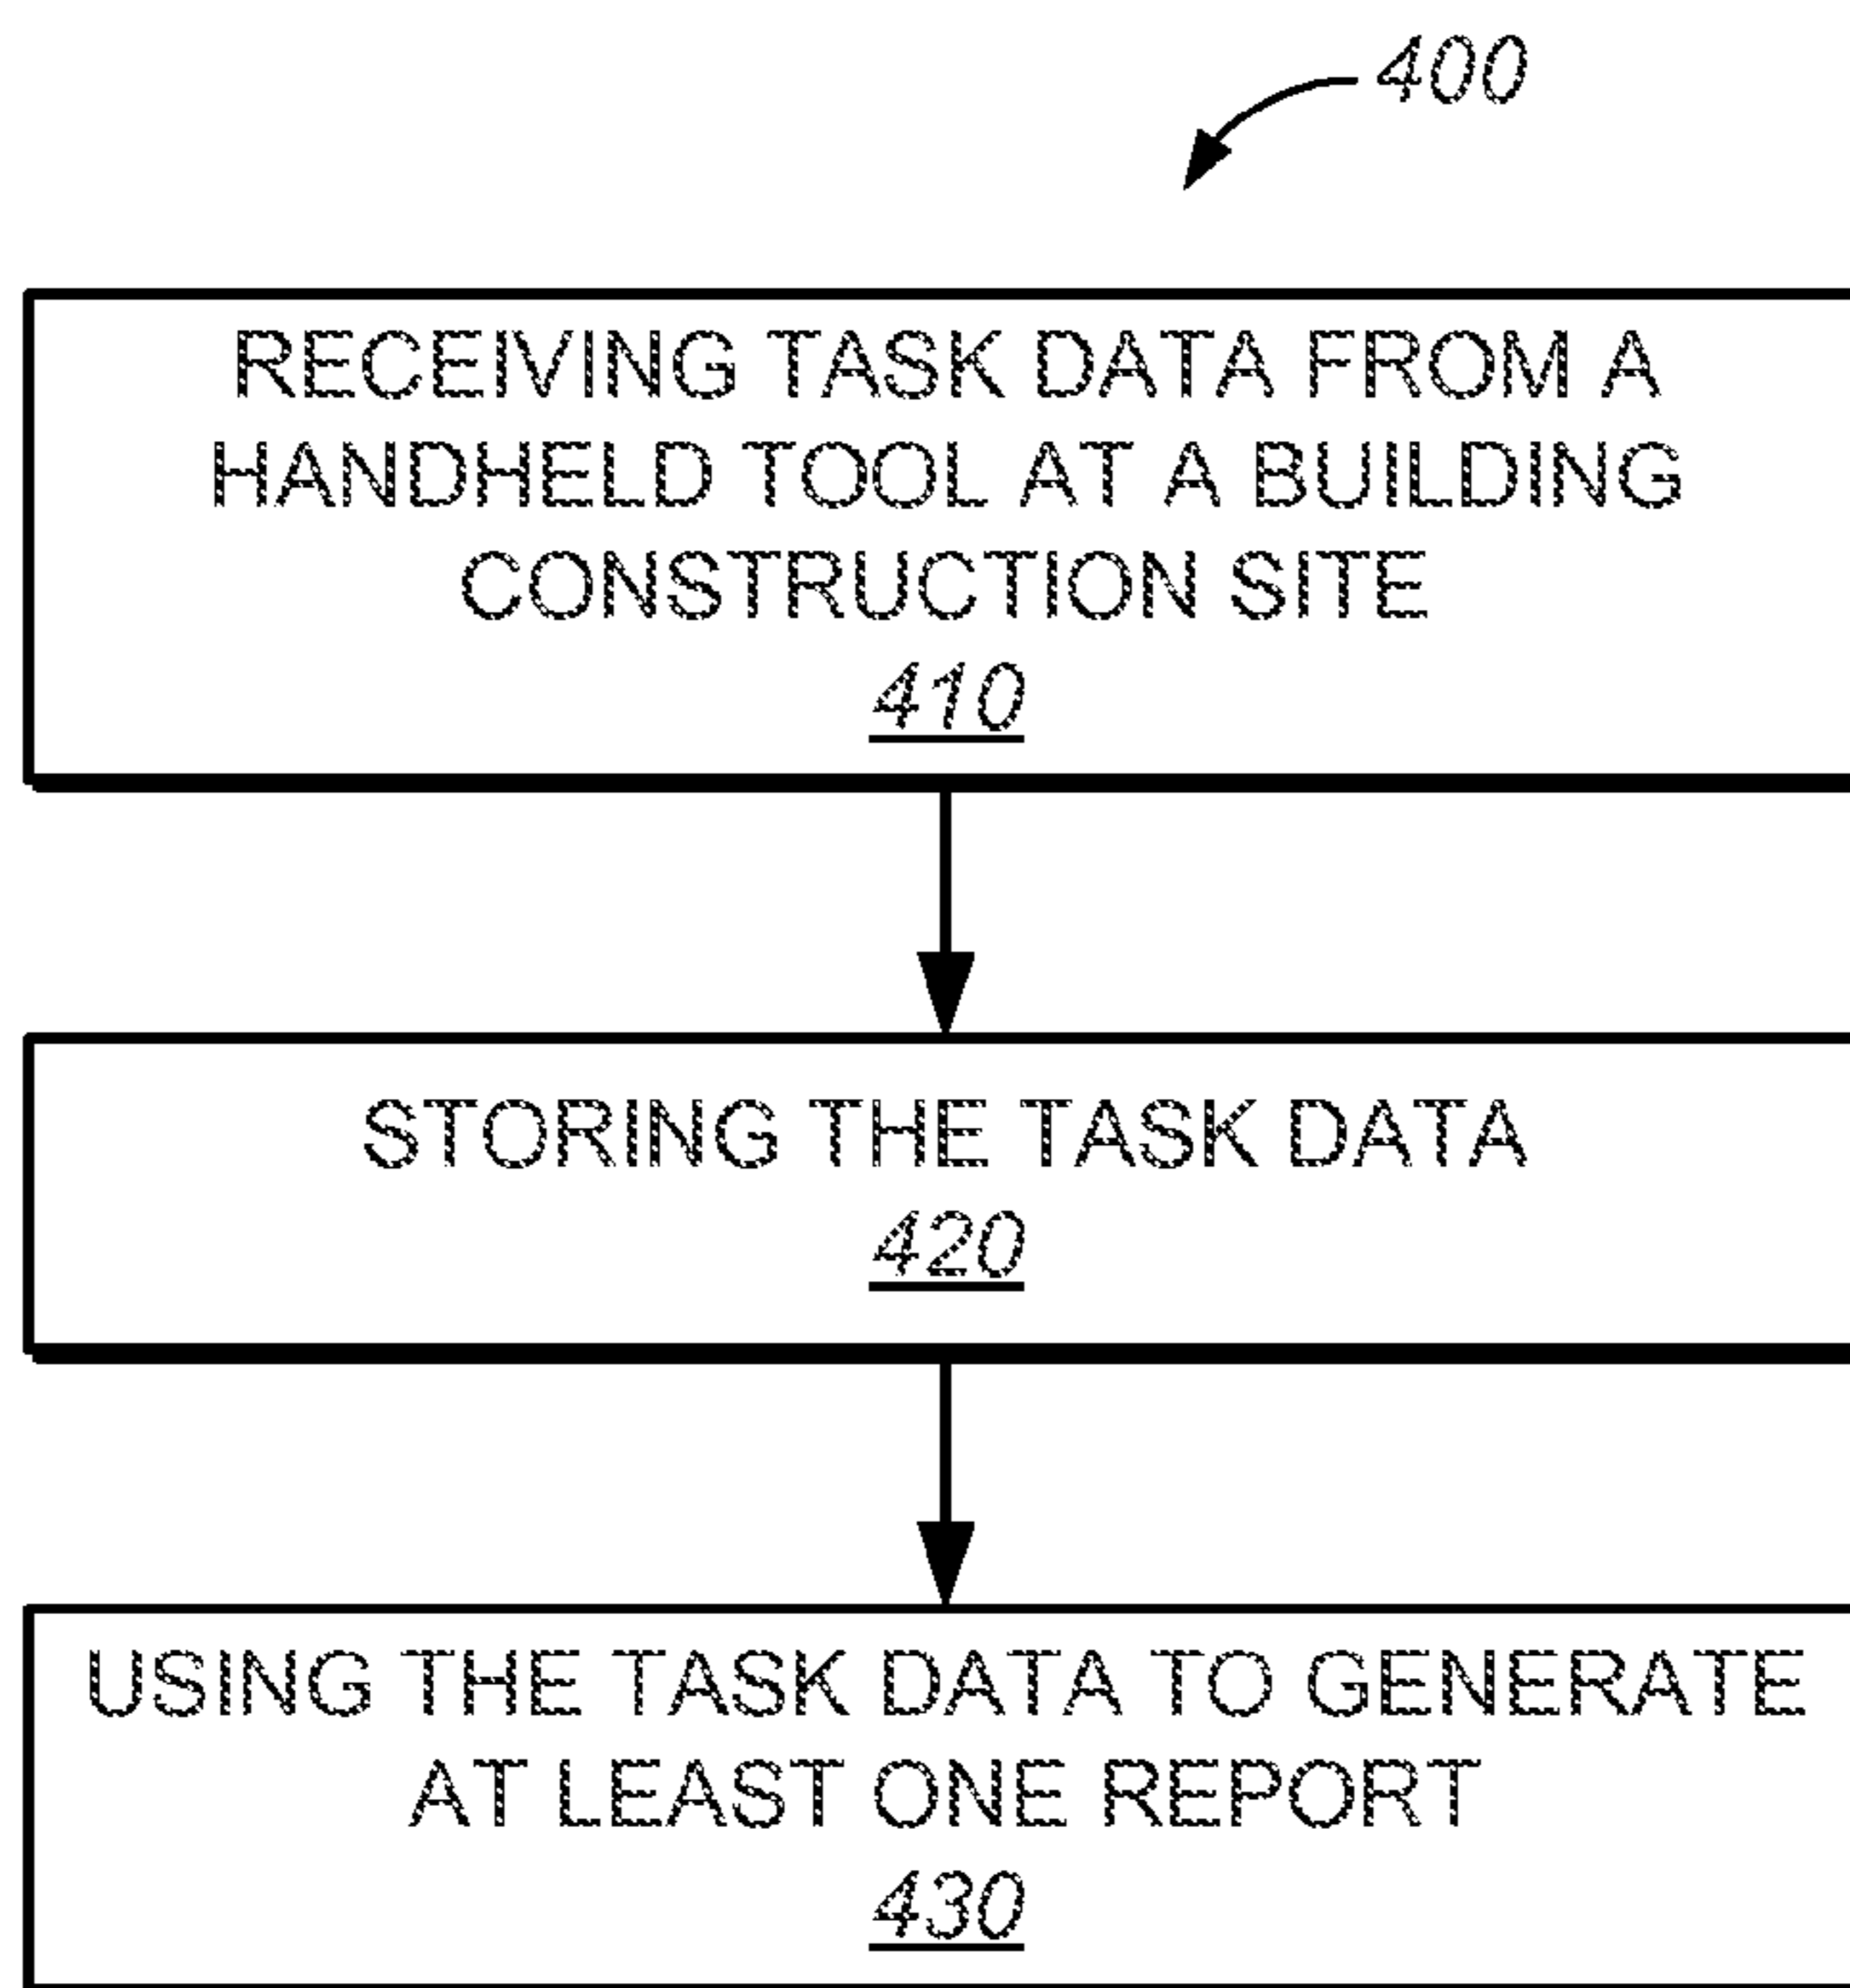 400
RECEIVING TASK DATA FROM A
HANDHELD TOOL AT A BUILDING
CONSTRUCTION SITE
410
STORING THE TASK DATA
420
USING THE TASK DATA TO GENERATE
AT LEAST ONE REPORT
430